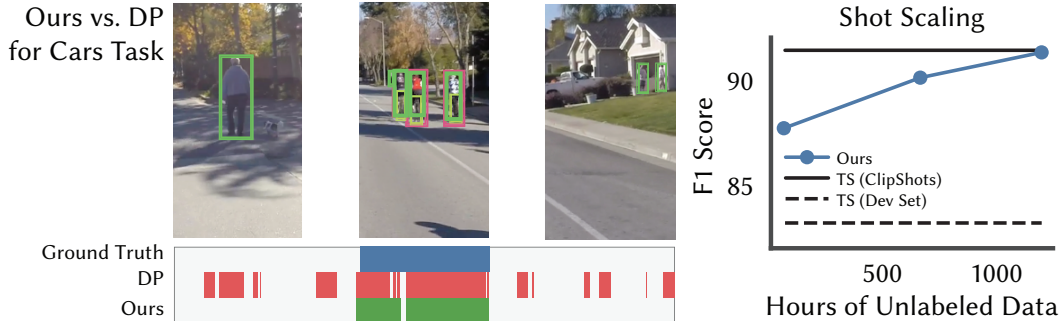 Ours vs. DP
for Cars Task
Ground Truth
DP
Ours
Shot Scaling
F1 Score
90
85
Ours
TS (ClipShots)
TS (Dev Set)
500
1000
Hours of Unlabeled Data